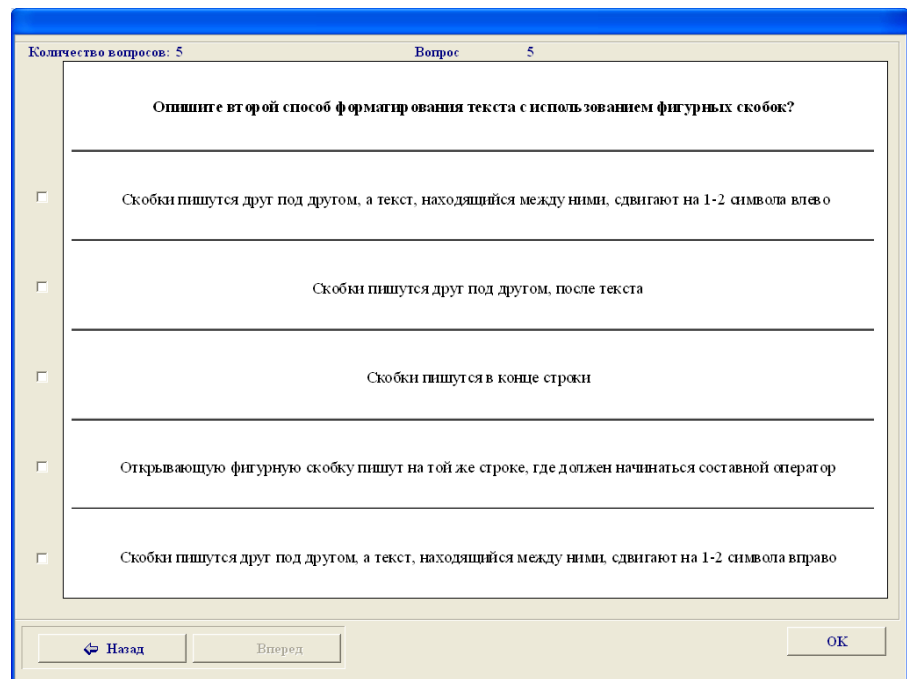 Количество вопросов: 5 Вопрос 5
Опишите второй способ форматирования текста с использованием фигурных скобок?
Скобки пишутся друг под другом, а текст, находящийся между ними, сдвигают на 1-2 символа влево
Скобки пишутся друг под другом, после текста
Скобки пишутся в конце строки
Открывающую фигурную скобку пишут на той же строке, где должен начинаться составной оператор
Скобки пишутся друг под другом, а текст, находящийся между ними, сдвигают на 1-2 символа вправо
Назад Вперед OK